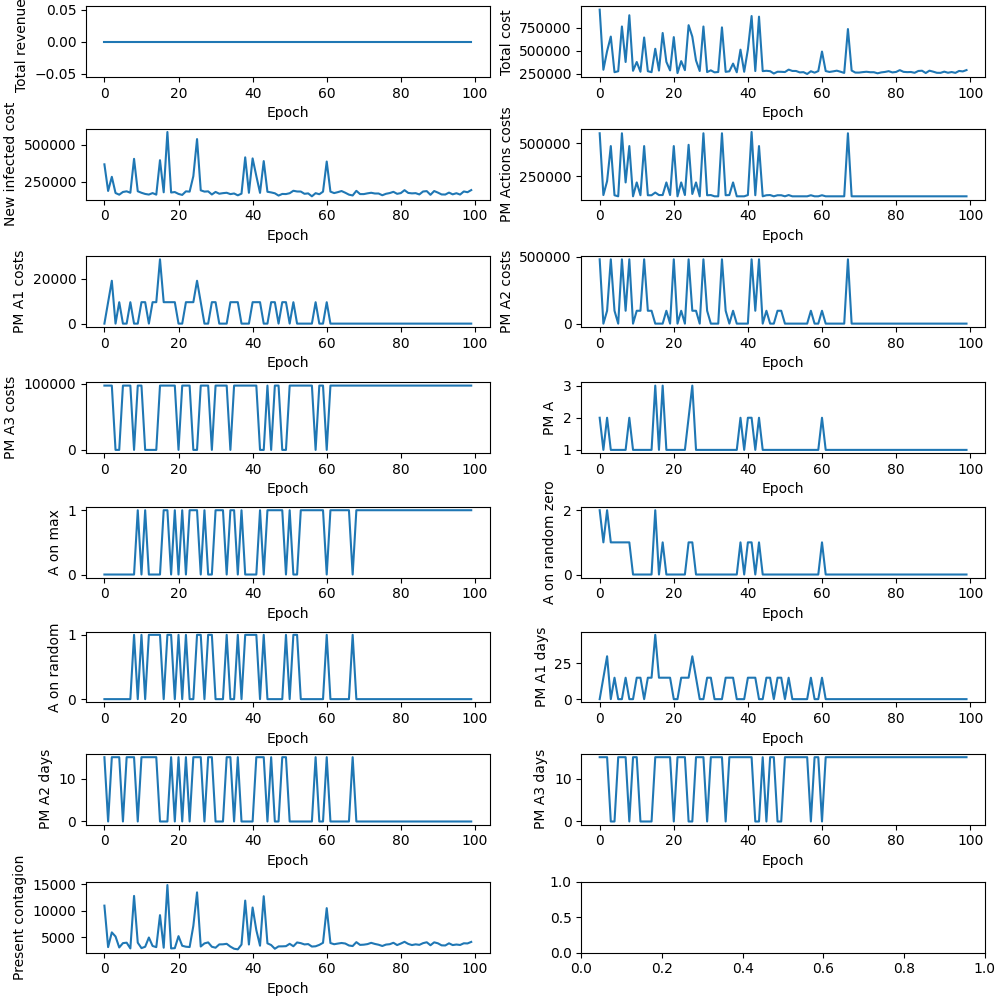 Total revenue
0.05
0.00
−0.05
0 20 40 60 80 100
Epoch
Total cost
750000
500000
250000
0 20 40 60 80 100
Epoch
New infected cost
500000
250000
0 20 40 60 80 100
Epoch
PM Actions costs
500000
250000
0 20 40 60 80 100
Epoch
PM A1 costs
20000
0
0 20 40 60 80 100
Epoch
PM A2 costs
500000
0
0 20 40 60 80 100
Epoch
PM A3 costs
100000
0
0 20 40 60 80 100
Epoch
PM A
3
2
1
0 20 40 60 80 100
Epoch
A on max
1
0
0 20 40 60 80 100
Epoch
A on random zero
2
0
0 20 40 60 80 100
Epoch
A on random
1
0
0 20 40 60 80 100
Epoch
PM A1 days
25
0
0 20 40 60 80 100
Epoch
PM A2 days
10
0
0 20 40 60 80 100
Epoch
PM A3 days
10
0
0 20 40 60 80 100
Epoch
Present contagion
15000
10000
5000
0 20 40 60 80 100
Epoch
1.0
0.5
0.0
0.0 0.2 0.4 0.6 0.8 1.0